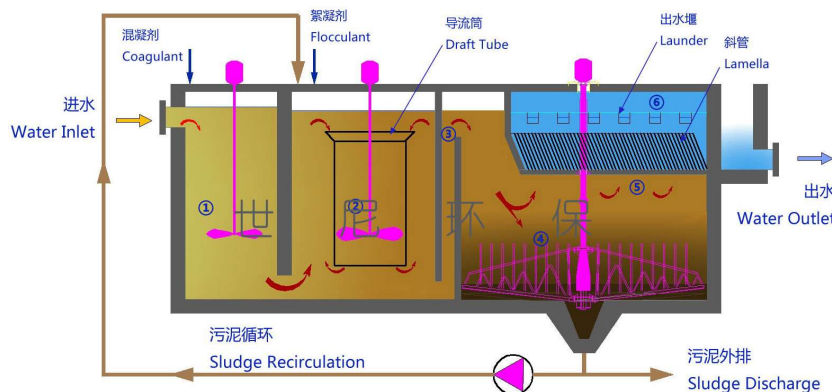 混凝剂
Coagulant
絮凝剂
Flocculant
导流筒
Draft Tube
出水堰
Launder
斜管
Lamella
进水
Water Inlet
①
②
③
④
⑤
⑥
世尼环保
出水
Water Outlet
污泥循环
Sludge Recirculation
污泥外排
Sludge Discharge